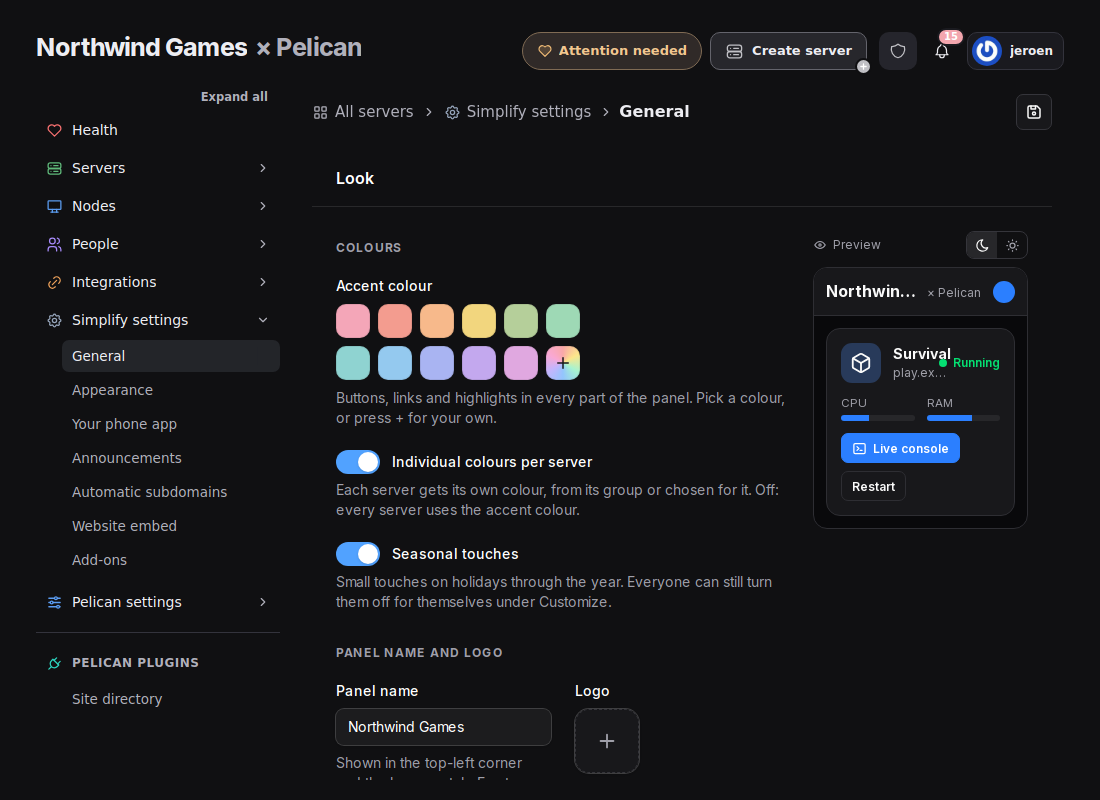 Northwind Games × Pelican
Attention needed
Create server
15
jeroen
Expand all
Health
Servers
Nodes
People
Integrations
Simplify settings
General
Appearance
Your phone app
Announcements
Automatic subdomains
Website embed
Add-ons
Pelican settings
PELICAN PLUGINS
Site directory
All servers > Simplify settings > General
Look
COLOURS
Accent colour
Buttons, links and highlights in every part of the panel. Pick a colour,
or press + for your own.
Individual colours per server
Each server gets its own colour, from its group or chosen for it. Off:
every server uses the accent colour.
Seasonal touches
Small touches on holidays through the year. Everyone can still turn
them off for themselves under Customize.
PANEL NAME AND LOGO
Panel name
Logo
Northwind Games
Shown in the top-left corner
Preview
Northwin... × Pelican
Survival
Running
play.ex...
CPU
RAM
Live console
Restart